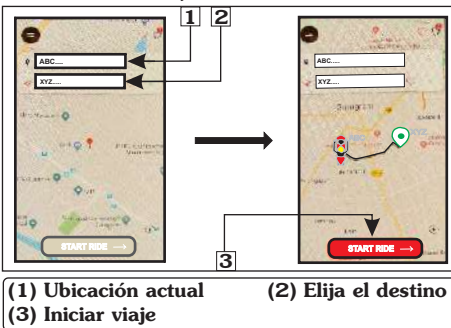 1 2
ABC....
XYZ....
START RIDE →
ABC....
XYZ....
START RIDE →
3
(1) Ubicación actual (2) Elija el destino
(3) Iniciar viaje